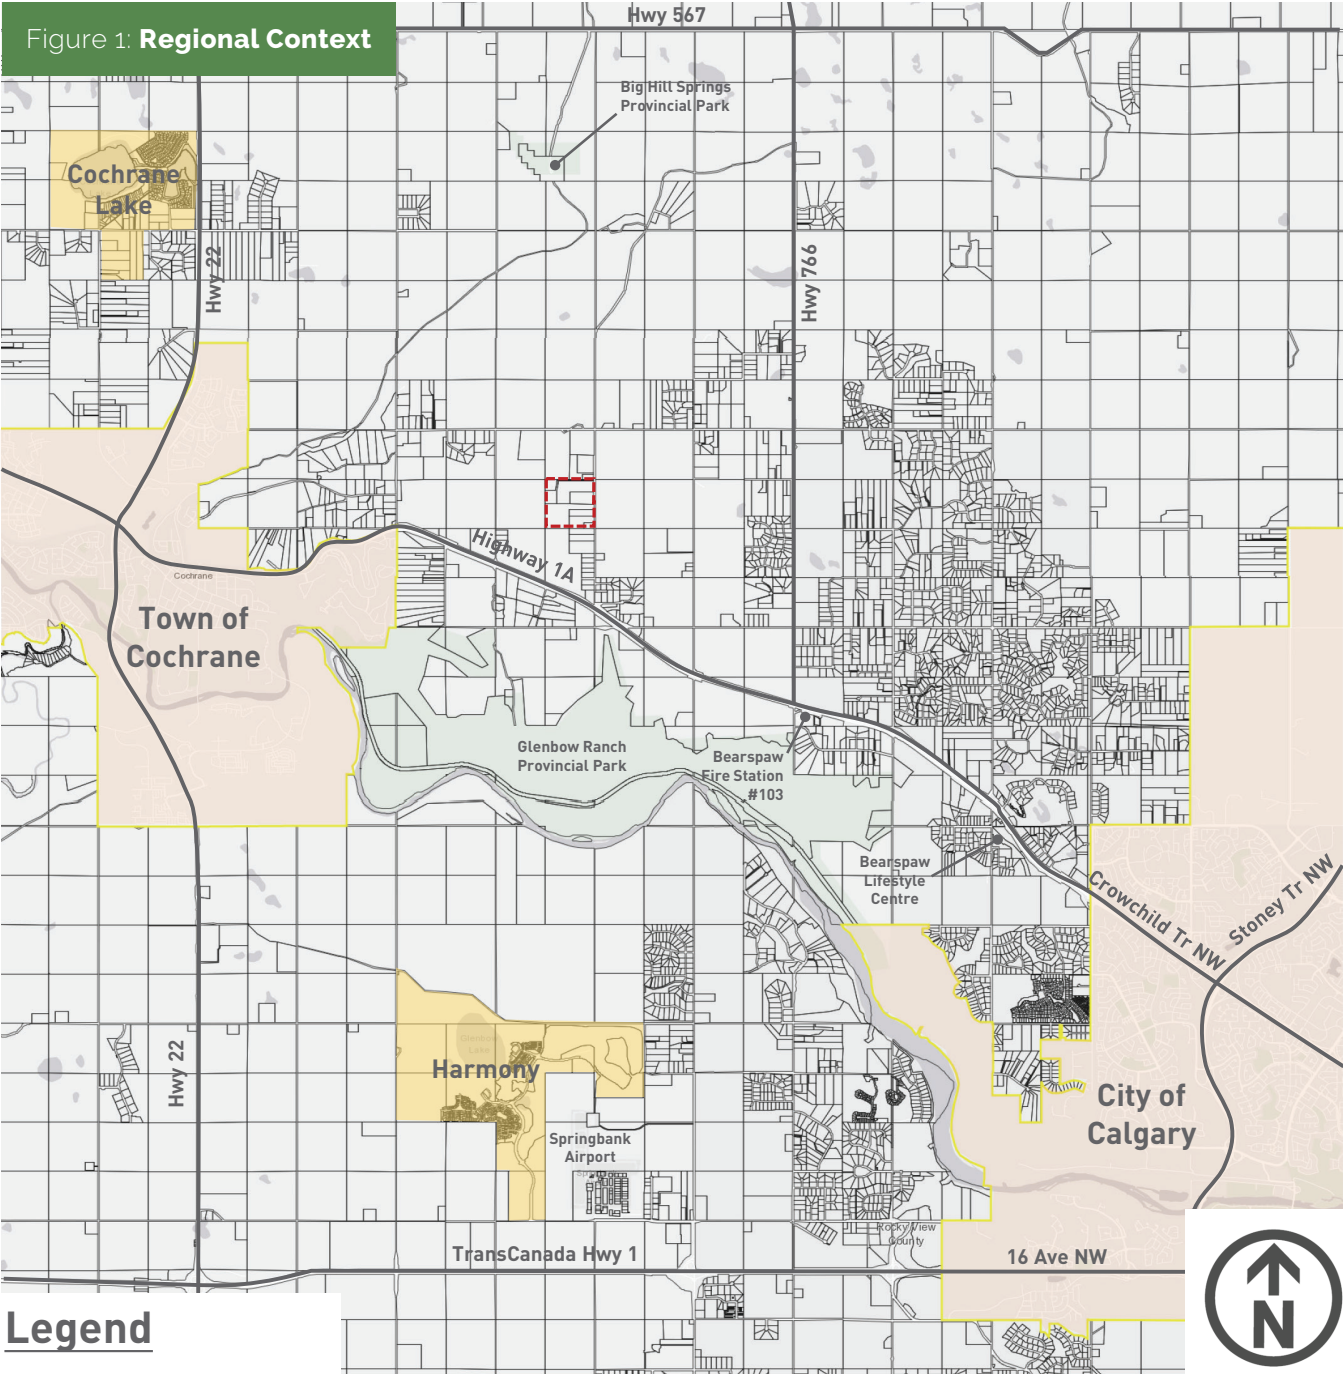 Figure 1: Regional Context
Hwy 567
Big Hill Springs
Provincial Park
Cochrane
Lake
Hwy 22
Hwy 766
Highway 1A
Cochrane
Town of
Cochrane
Glenbow Ranch
Provincial Park
Bearspaw
Fire Station
#103
Bearspaw
Lifestyle
Centre
Crowchild Tr NW
Stoney Tr NW
Glenbow
Lake
Harmony
Hwy 22
City of
Calgary
Springbank
Airport
Rocky View
County
TransCanada Hwy 1
16 Ave NW
Legend
N